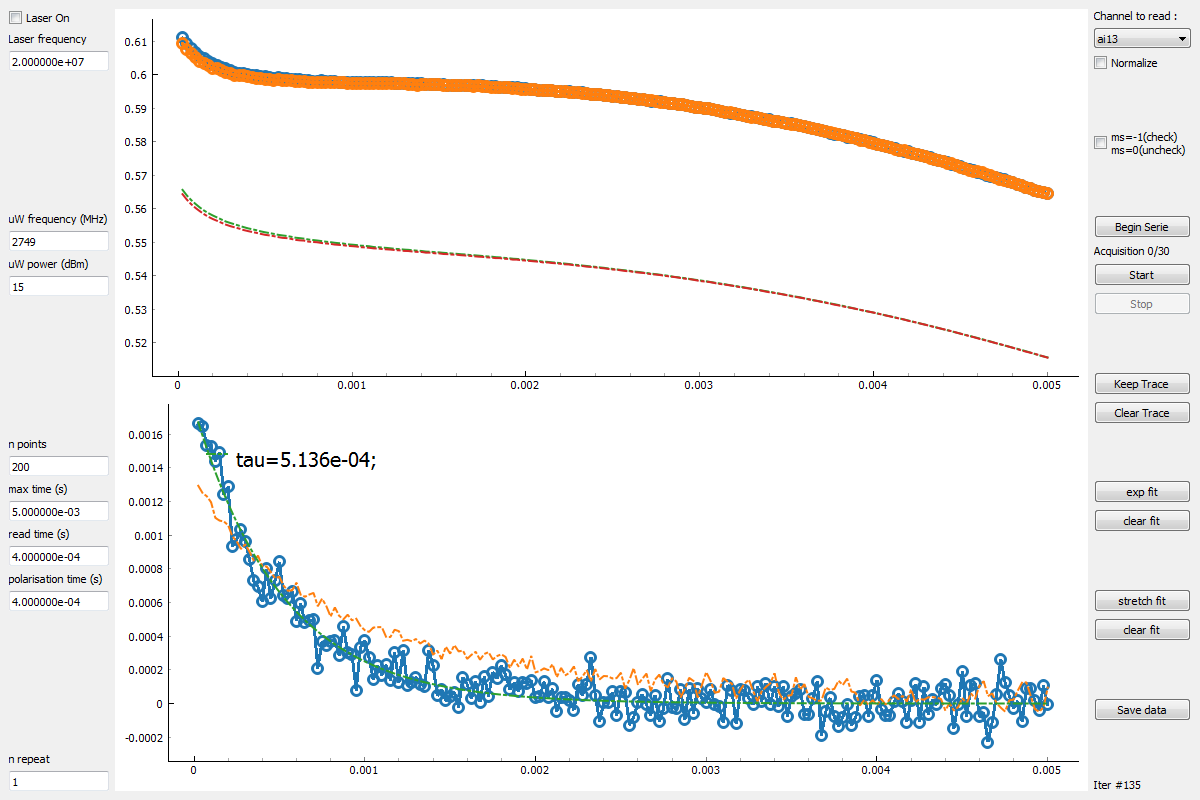 Laser On
Laser frequency
2.000000e+07
uW frequency (MHz)
2749
uW power (dBm)
15
n points
200
max time (s)
5.000000e-03
read time (s)
4.000000e-04
polarisation time (s)
4.000000e-04
n repeat
1
0.61
0.6
0.59
0.58
0.57
0.56
0.55
0.54
0.53
0.52
0
0.001
0.002
0.003
0.004
0.005
tau=5.136e-04;
0.0016
0.0014
0.0012
0.001
0.0008
0.0006
0.0004
0.0002
0
-0.0002
0
0.001
0.002
0.003
0.004
0.005
Channel to read :
ai13
Normalize
ms=-1(check)
ms=0(uncheck)
Begin Serie
Acquisition 0/30
Start
Stop
Keep Trace
Clear Trace
exp fit
clear fit
stretch fit
clear fit
Save data
Iter #135